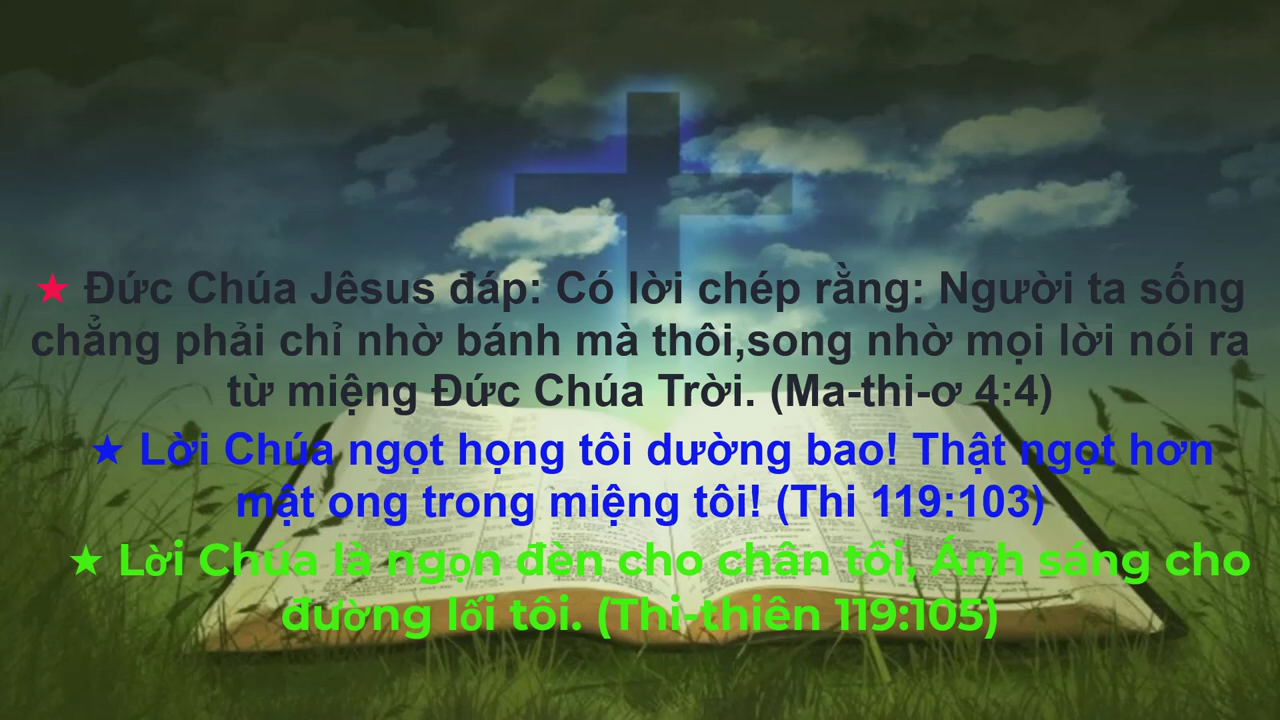 ★ Đức Chúa Jêsus đáp: Có lời chép rằng: Người ta sống
chẳng phải chỉ nhờ bánh mà thôi,song nhờ mọi lời nói ra
từ miệng Đức Chúa Trời. (Ma-thi-ơ 4:4)
★ Lời Chúa ngọt họng tôi dường bao! Thật ngọt hơn
mật ong trong miệng tôi! (Thi 119:103)
★ Lời Chúa là ngọn đèn cho chân tôi, Ánh sáng cho
đường lối tôi. (Thi-thiên 119:105)